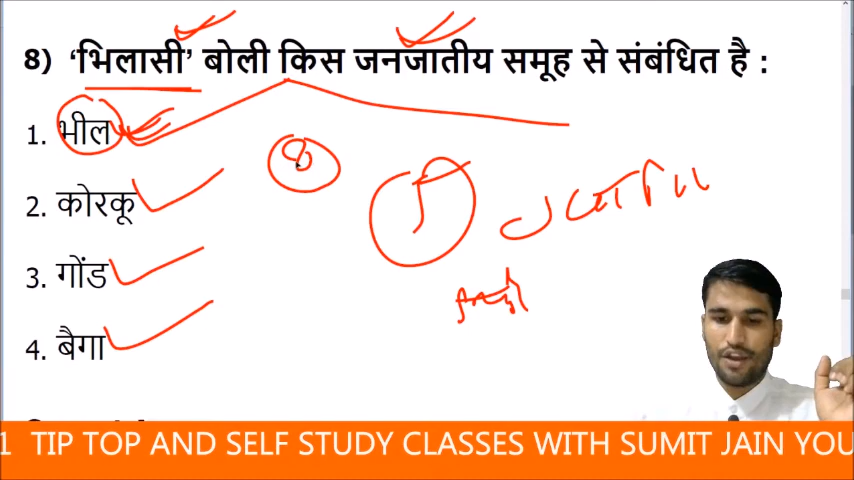 8) 'भिलासी' बोली किस जनजातीय समूह से संबंधित है :
1. भील
2. कोरकू
3. गोंड
4. बैगा
8
1 TIP TOP AND SELF STUDY CLASSES WITH SUMIT JAIN YOU